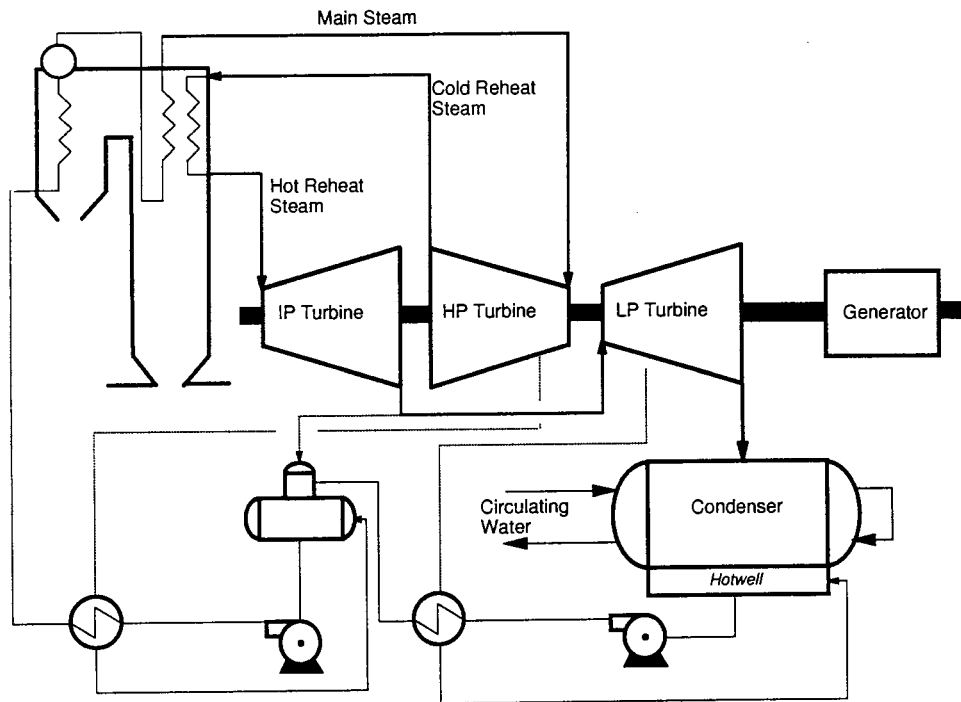 Main Steam
Cold Reheat
Steam
Hot Reheat
Steam
IP Turbine
HP Turbine
LP Turbine
Generator
Circulating
Water
Condenser
Hotwell